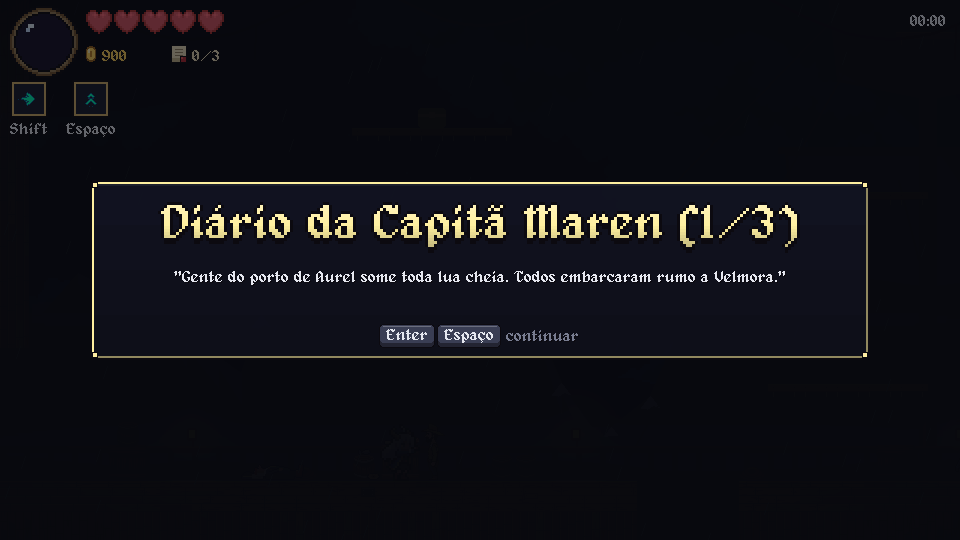 900
0/3
00:00
Shift
Espaço
Diário da Capitã Maren (1/3)
"Gente do porto de Aurel some toda lua cheia. Todos embarcaram rumo a Velmora."
Enter Espaço continuar